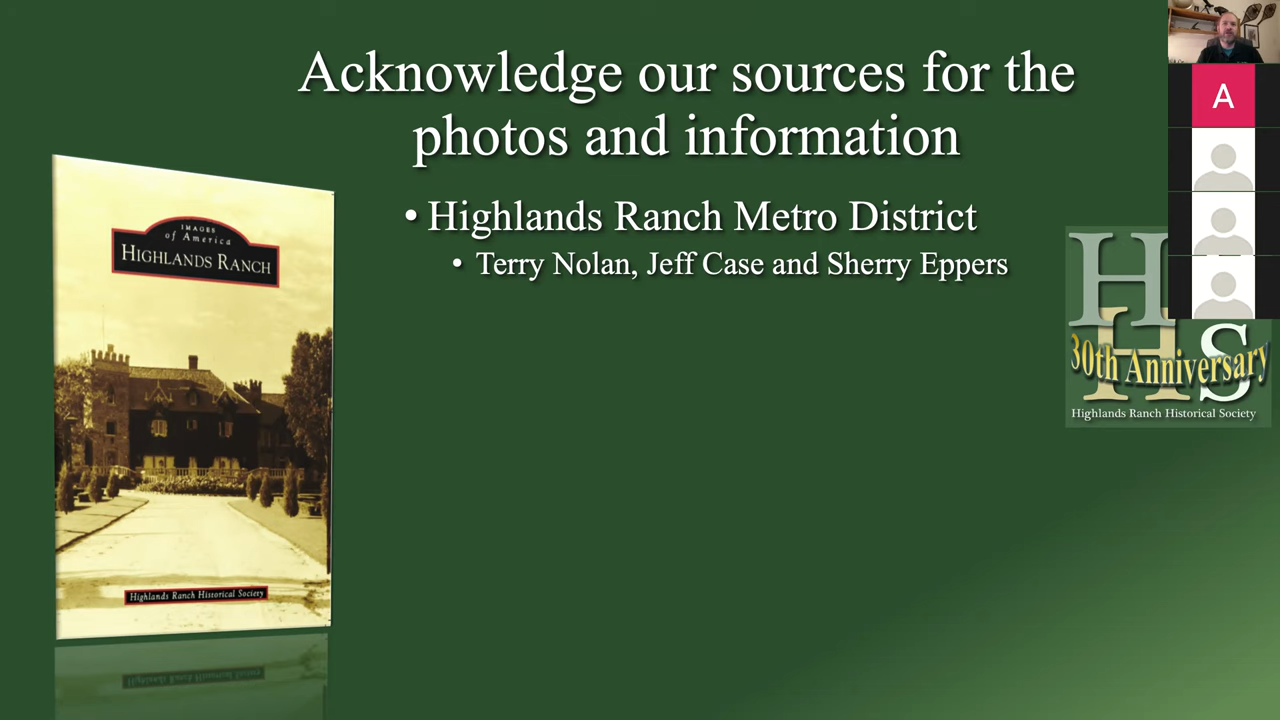 Acknowledge our sources for the
photos and information
• Highlands Ranch Metro District
• Terry Nolan, Jeff Case and Sherry Eppers
IMAGES
of America
HIGHLANDS RANCH
Highlands Ranch Historical Society
A
H
H S
30th Anniversary
Highlands Ranch Historical Society